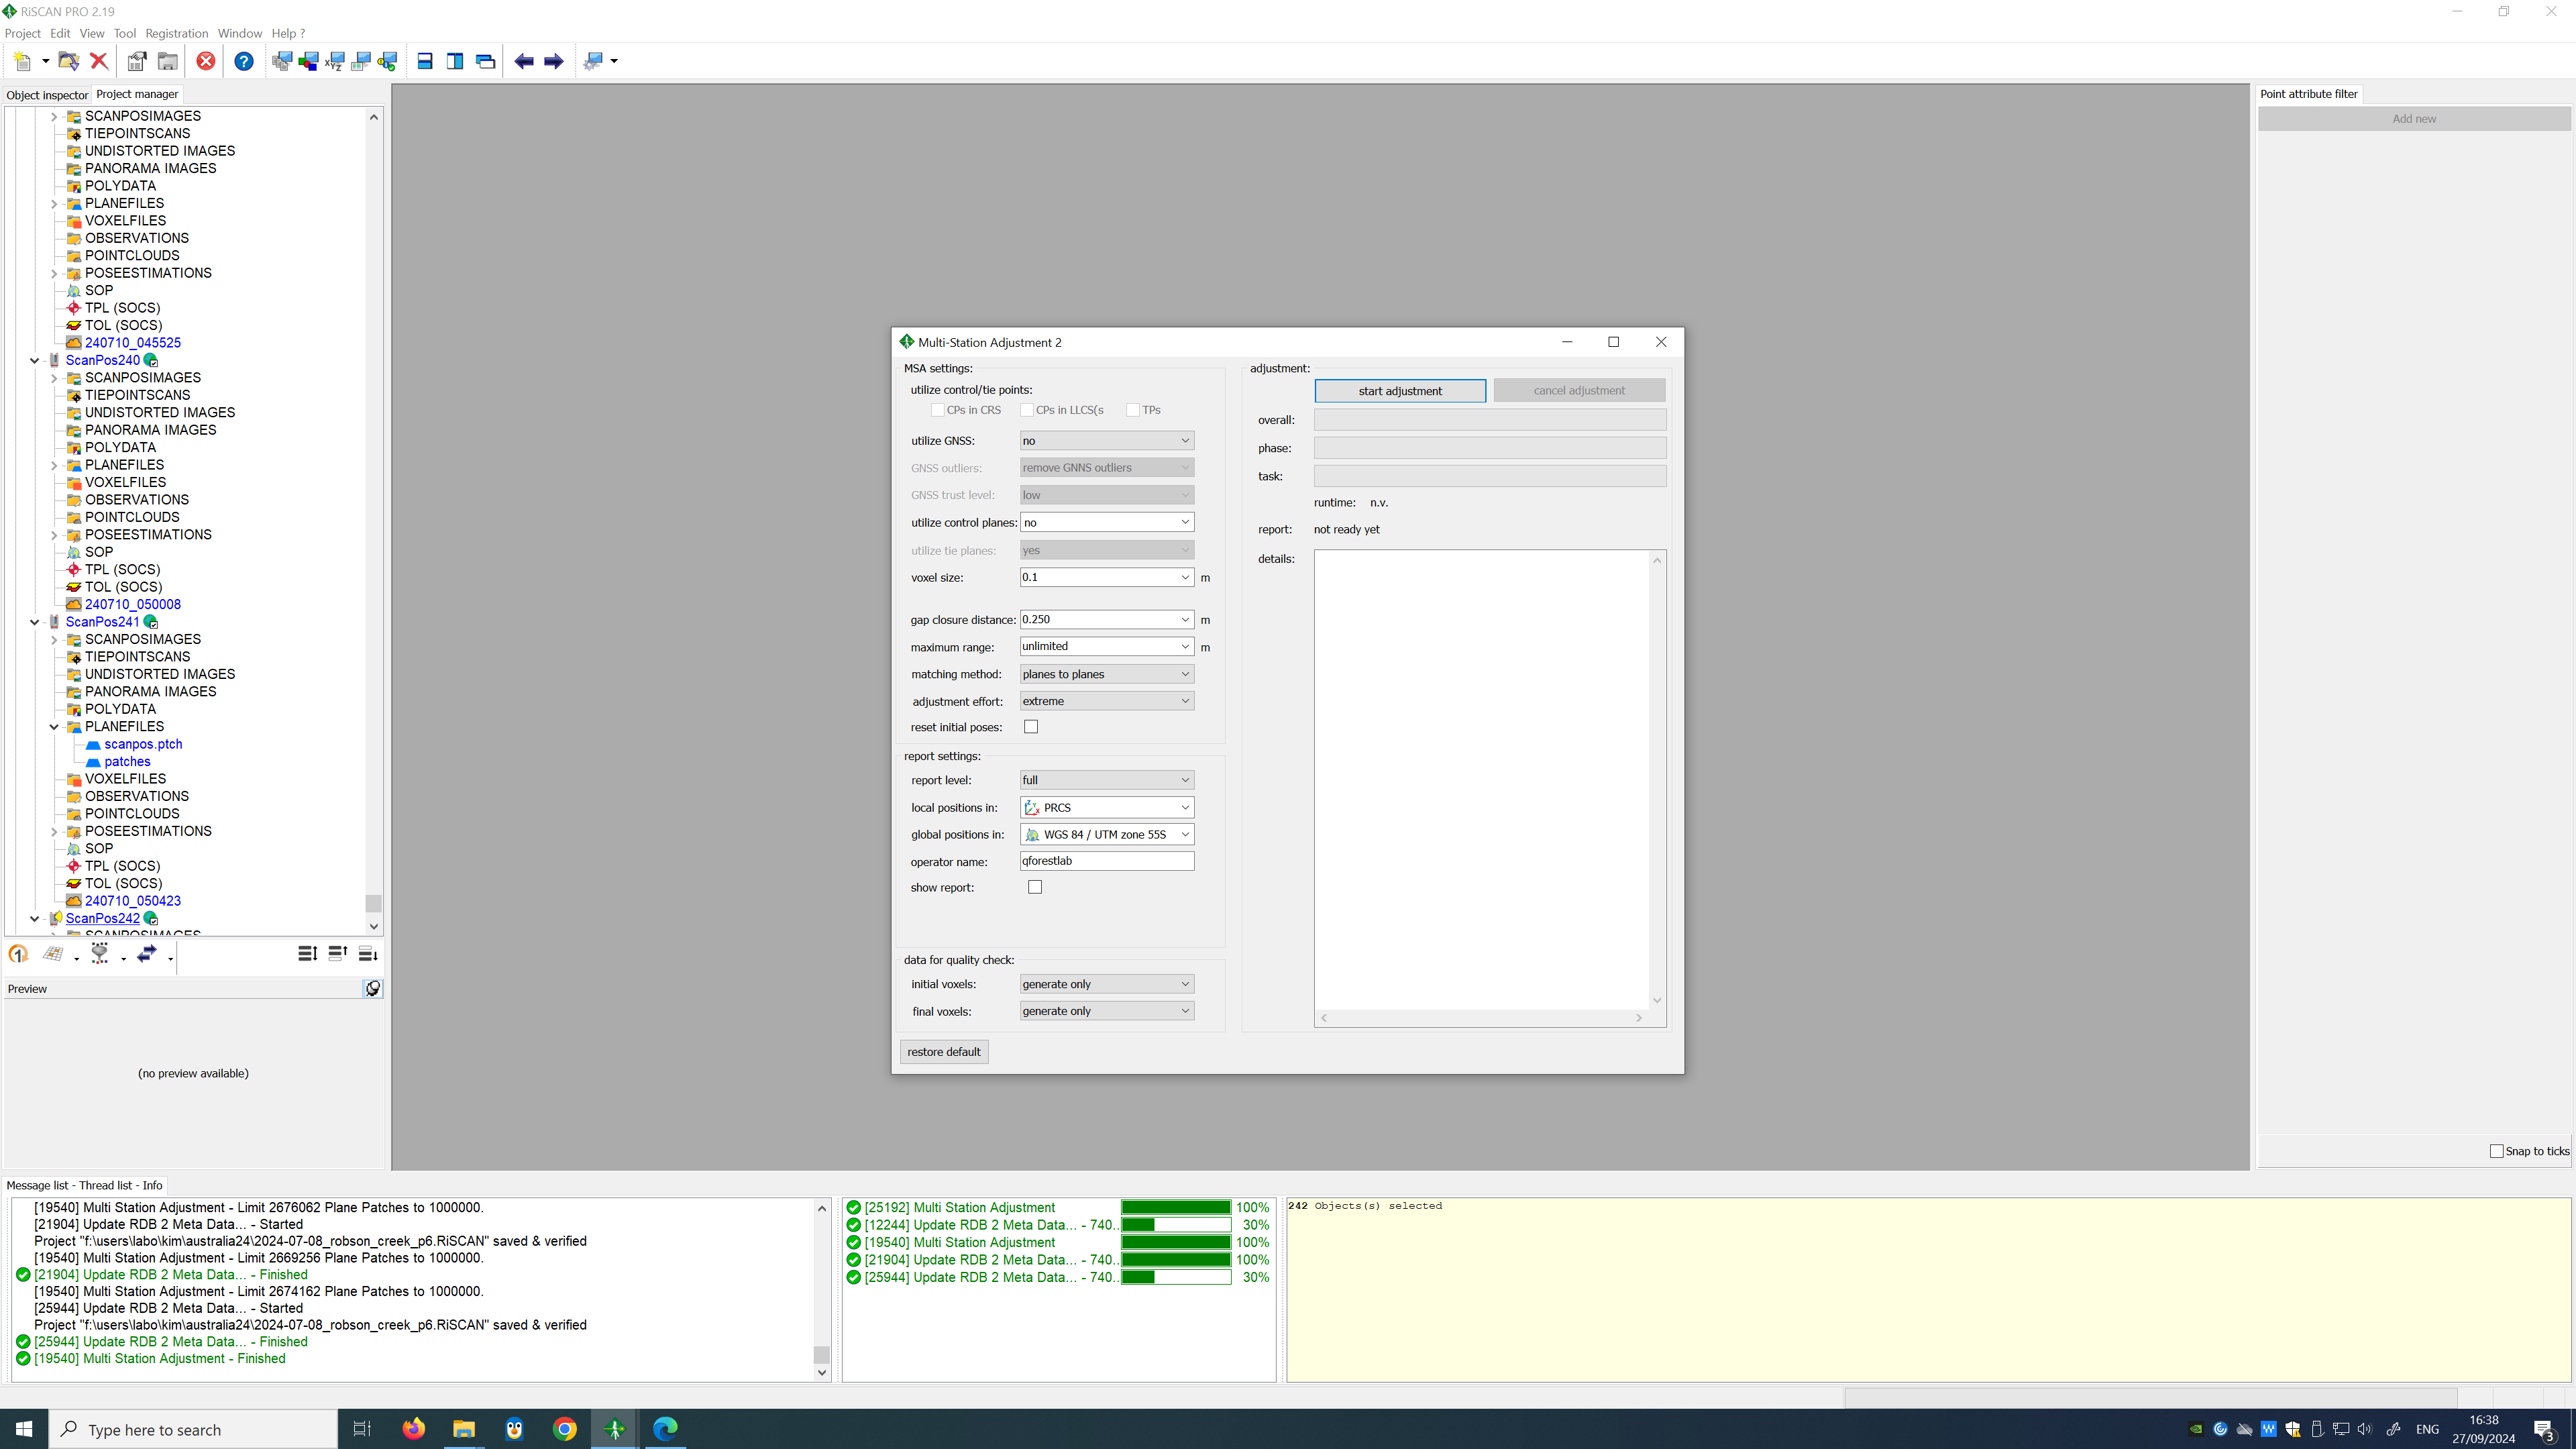 RiSCAN PRO 2.19
Project Edit View Tool Registration Window Help ?
Object inspector Project manager
SCANPOSIMAGES
TIEPOINTSCANS
UNDISTORTED IMAGES
PANORAMA IMAGES
POLYDATA
PLANEFILES
VOXELFILES
OBSERVATIONS
POINTCLOUDS
POSEESTIMATIONS
SOP
TPL (SOCS)
TOL (SOCS)
240710_045525
ScanPos240
SCANPOSIMAGES
TIEPOINTSCANS
UNDISTORTED IMAGES
PANORAMA IMAGES
POLYDATA
PLANEFILES
VOXELFILES
OBSERVATIONS
POINTCLOUDS
POSEESTIMATIONS
SOP
TPL (SOCS)
TOL (SOCS)
240710_050008
ScanPos241
SCANPOSIMAGES
TIEPOINTSCANS
UNDISTORTED IMAGES
PANORAMA IMAGES
POLYDATA
PLANEFILES
scanpos.ptch
patches
VOXELFILES
OBSERVATIONS
POINTCLOUDS
POSEESTIMATIONS
SOP
TPL (SOCS)
TOL (SOCS)
240710_050423
ScanPos242
SCANPOSIMAGES
Preview
(no preview available)
Multi-Station Adjustment 2
MSA settings:
utilize control/tie points:
CPs in CRS CPs in LLCS(s TPs
utilize GNSS: no
GNSS outliers: remove GNNS outliers
GNSS trust level: low
utilize control planes: no
utilize tie planes: yes
voxel size: 0.1 m
gap closure distance: 0.250 m
maximum range: unlimited m
matching method: planes to planes
adjustment effort: extreme
reset initial poses:
report settings:
report level: full
local positions in: PRCS
global positions in: WGS 84 / UTM zone 55S
operator name: qforestlab
show report:
data for quality check:
initial voxels: generate only
final voxels: generate only
restore default
adjustment:
start adjustment cancel adjustment
overall:
phase:
task:
runtime: n.v.
report: not ready yet
details:
Point attribute filter
Add new
Snap to ticks
Message list - Thread list - Info
[19540] Multi Station Adjustment - Limit 2676062 Plane Patches to 1000000.
[21904] Update RDB 2 Meta Data... - Started
Project "f:\users\labo\kim\australia24\2024-07-08_robson_creek_p6.RiSCAN" saved & verified
[19540] Multi Station Adjustment - Limit 2669256 Plane Patches to 1000000.
[21904] Update RDB 2 Meta Data... - Finished
[19540] Multi Station Adjustment - Limit 2674162 Plane Patches to 1000000.
[25944] Update RDB 2 Meta Data... - Started
Project "f:\users\labo\kim\australia24\2024-07-08_robson_creek_p6.RiSCAN" saved & verified
[25944] Update RDB 2 Meta Data... - Finished
[19540] Multi Station Adjustment - Finished
[25192] Multi Station Adjustment 100%
[12244] Update RDB 2 Meta Data... - 740.. 30%
[19540] Multi Station Adjustment 100%
[21904] Update RDB 2 Meta Data... - 740.. 100%
[25944] Update RDB 2 Meta Data... - 740.. 30%
242 Objects(s) selected
Type here to search
ENG
16:38
27/09/2024
3